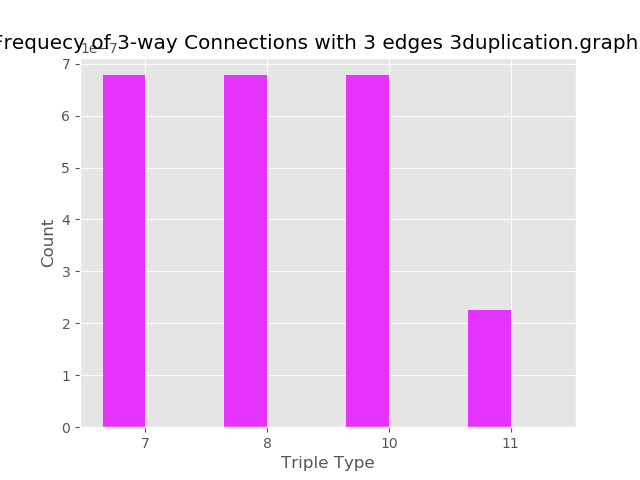 Frequecy of 3-way Connections with 3 edges 3duplication.graph
1e−7
7
6
5
4
3
2
1
0
Count
7 8 10 11
Triple Type